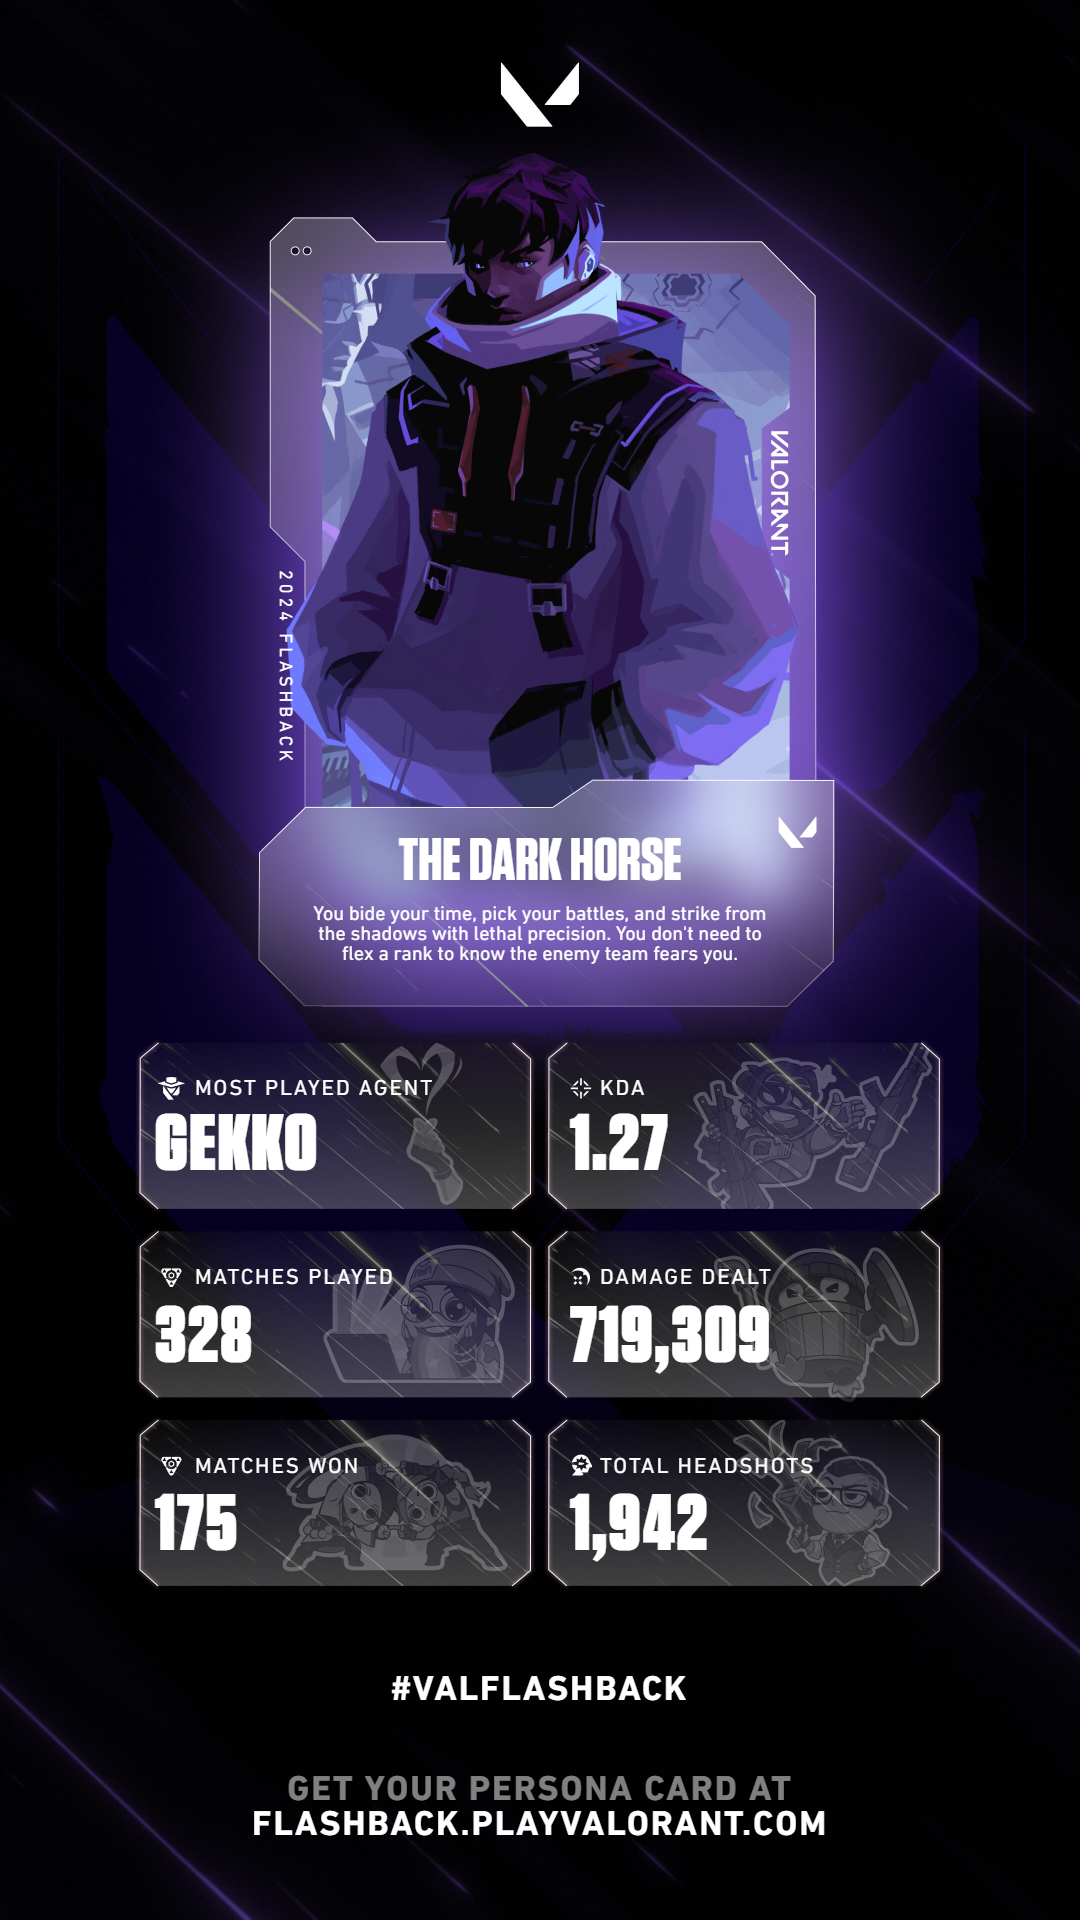 VALORANT
2024 FLASHBACK
THE DARK HORSE
You bide your time, pick your battles, and strike from
the shadows with lethal precision. You don't need to
flex a rank to know the enemy team fears you.
MOST PLAYED AGENT
GEKKO
KDA
1.27
MATCHES PLAYED
328
DAMAGE DEALT
719,309
MATCHES WON
175
TOTAL HEADSHOTS
1,942
#VALFLASHBACK
GET YOUR PERSONA CARD AT
FLASHBACK.PLAYVALORANT.COM